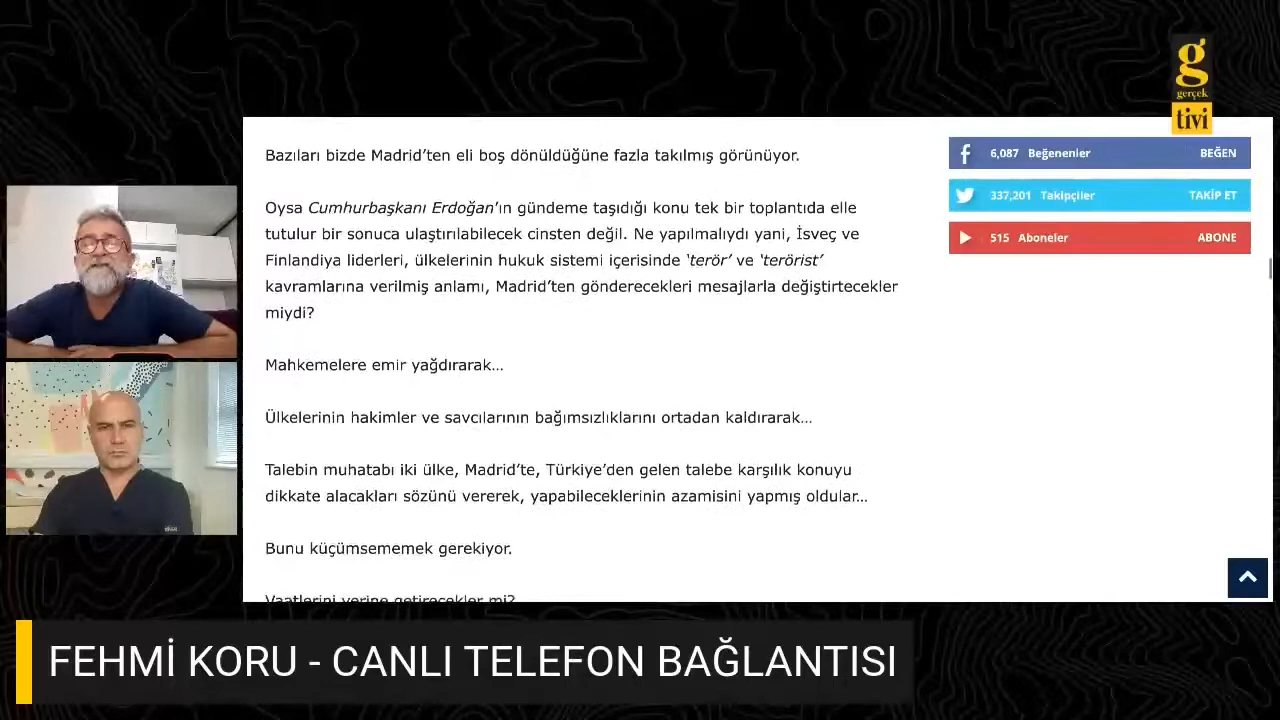 g
gerçek
tivi
Bazıları bizde Madrid’ten eli boş dönüldüğüne fazla takılmış görünüyor.
Oysa Cumhurbaşkanı Erdoğan’ın gündeme taşıdığı konu tek bir toplantıda elle
tutulur bir sonuca ulaştırılabilecek cinsten değil. Ne yapılmalıydı yani, İsveç ve
Finlandiya liderleri, ülkelerinin hukuk sistemi içerisinde ‘terör’ ve ‘terörist’
kavramlarına verilmiş anlamı, Madrid’ten gönderecekleri mesajlarla değiştirtecekler
miydi?
Mahkemelere emir yağdırarak…
Ülkelerinin hakimler ve savcılarının bağımsızlıklarını ortadan kaldırarak…
Talebin muhatabı iki ülke, Madrid’te, Türkiye’den gelen talebe karşılık konuyu
dikkate alacakları sözünü vererek, yapabileceklerinin azamisini yapmış oldular…
Bunu küçümsememek gerekiyor.
Vaatlerini yerine getirecekler mi?
6,087 Beğenenler BEĞEN
337,201 Takipçiler TAKİP ET
515 Aboneler ABONE
FEHMİ KORU - CANLI TELEFON BAĞLANTISI